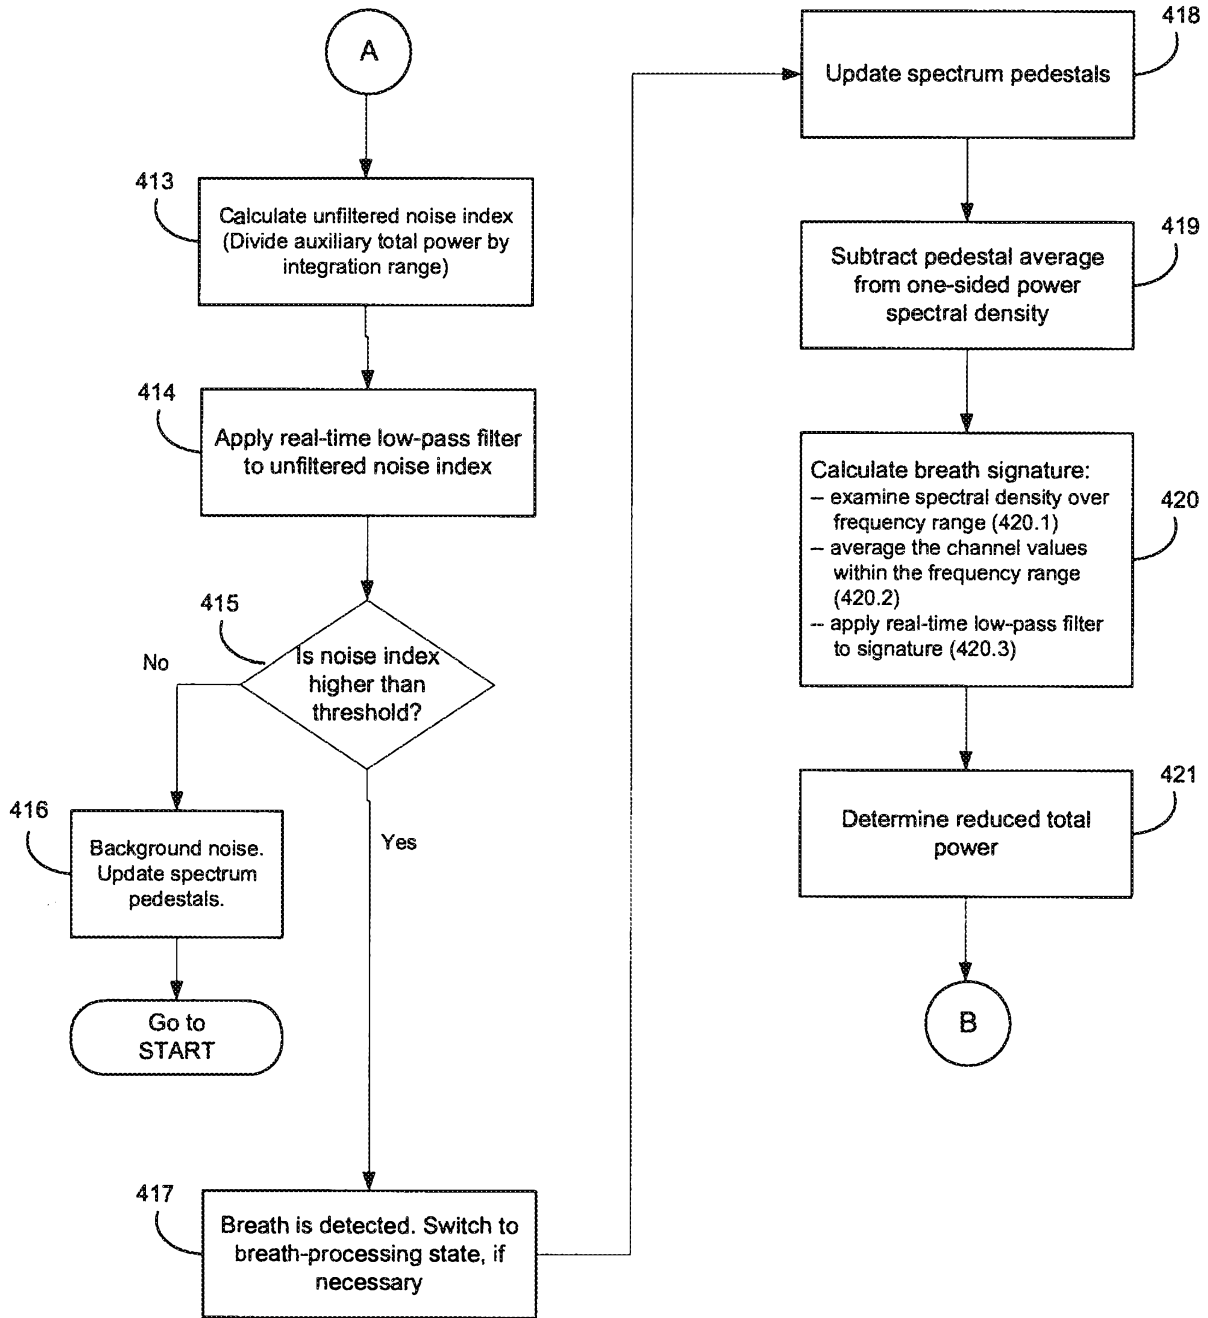 A
413
Calculate unfiltered noise index
(Divide auxiliary total power by
integration range)
414
Apply real-time low-pass filter
to unfiltered noise index
415
Is noise index
higher than
threshold?
No
Yes
416
Background noise.
Update spectrum
pedestals.
Go to
START
417
Breath is detected. Switch to
breath-processing state, if
necessary
418
Update spectrum pedestals
419
Subtract pedestal average
from one-sided power
spectral density
420
Calculate breath signature:
– examine spectral density over
frequency range (420.1)
– average the channel values
within the frequency range
(420.2)
– apply real-time low-pass filter
to signature (420.3)
421
Determine reduced total
power
B